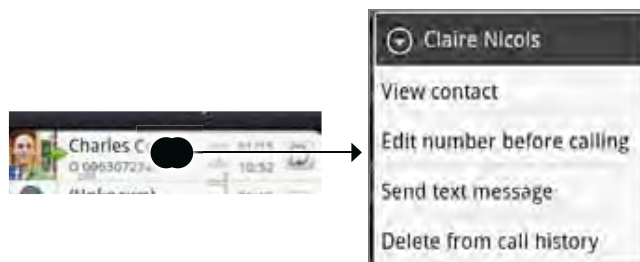 Charles C
10:52
Claire Nicols
View contact
Edit number before calling
Send text message
Delete from call history